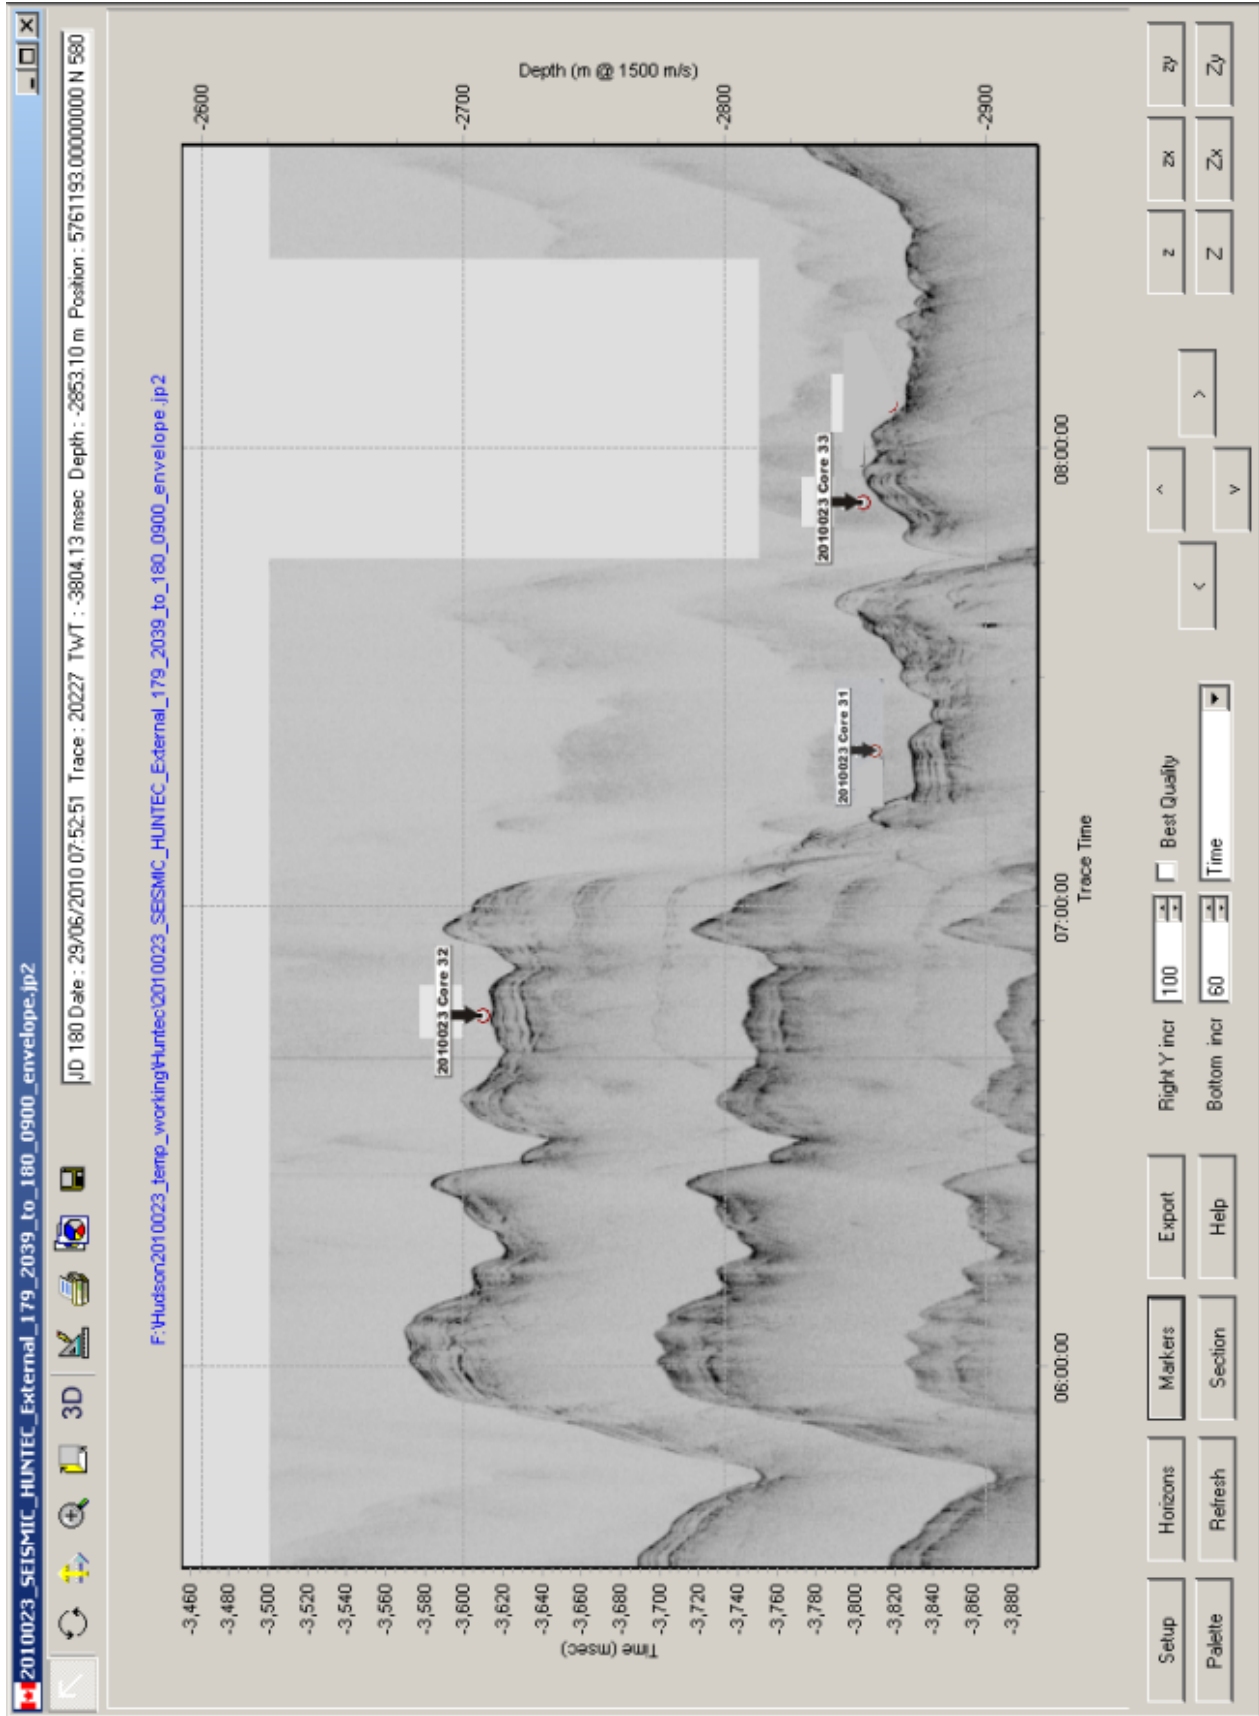 2010023_SEISMIC_HUNTEC_External_179_2039_to_180_0900_envelope.jp2
3D
JD 180 Date : 29/06/2010 07:52:51 Trace : 20227 TWT : -3804.13 msec Depth : -2853.10 m Position : 5761193.00000000 N 580
F:\Hudson2010023_temp_working\Huntec\2010023_SEISMIC_HUNTEC_External_179_2039_to_180_0900_envelope.jp2
Time (msec)
-3,460
-3,480
-3,500
-3,520
-3,540
-3,560
-3,580
-3,600
-3,620
-3,640
-3,660
-3,680
-3,700
-3,720
-3,740
-3,760
-3,780
-3,800
-3,820
-3,840
-3,860
-3,880
2010023 Core 32
2010023 Core 31
2010023 Core 33
-2600
-2700
-2800
-2900
Depth (m @ 1500 m/s)
06:00:00
07:00:00
08:00:00
Trace Time
Setup
Horizons
Markers
Export
Right Y incr
100
Best Quality
<
^
>
z
zx
zy
Palette
Refresh
Section
Help
Bottom incr
60
Time
v
Z
Zx
Zy